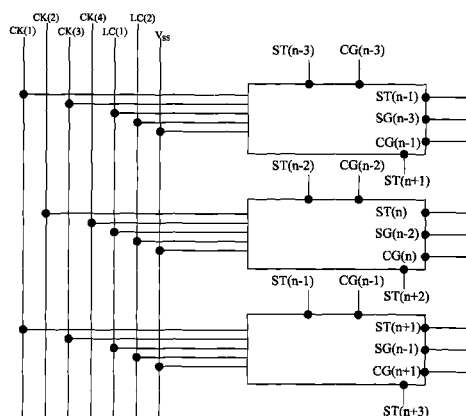 CK(1)
CK(2)
CK(3)
CK(4)
LC(1)
LC(2)
VSS
ST(n-3) CG(n-3)
ST(n-1)
SG(n-3)
CG(n-1)
ST(n+1)
ST(n-2) CG(n-2)
ST(n)
SG(n-2)
CG(n)
ST(n+2)
ST(n-1) CG(n-1)
ST(n+1)
SG(n-1)
CG(n+1)
ST(n+3)